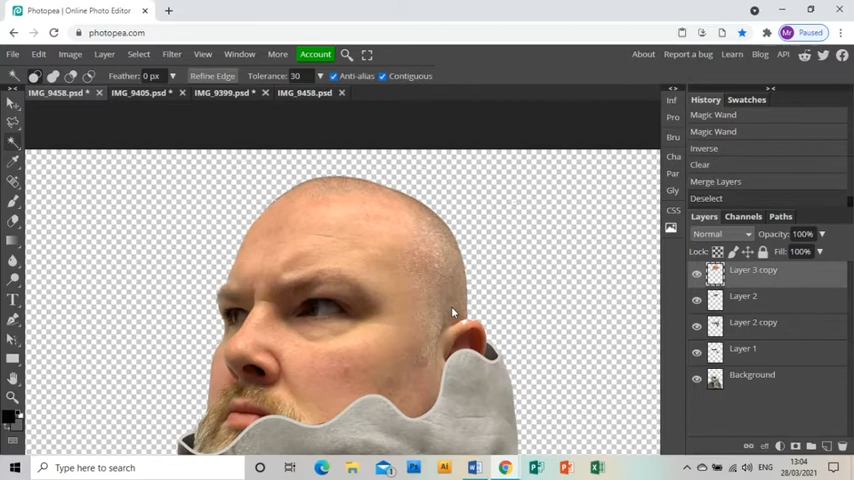 Photopea | Online Photo Editor
photopea.com
Mr
Paused
File Edit Image Layer Select Filter View Window More Account
About Report a bug Learn Blog API
Feather: 0 px Refine Edge Tolerance: 30 Anti-alias Contiguous
IMG_9458.psd * IMG_9405.psd * IMG_9399.psd * IMG_9458.psd
Inf
Pro
Bru
Cha
Par
Gly
CSS
History Swatches
Magic Wand
Magic Wand
Inverse
Clear
Merge Layers
Deselect
Layers Channels Paths
Normal Opacity: 100%
Lock: Fill: 100%
Layer 3 copy
Layer 2
Layer 2 copy
Layer 1
Background
Type here to search
ENG
13:04
28/03/2021